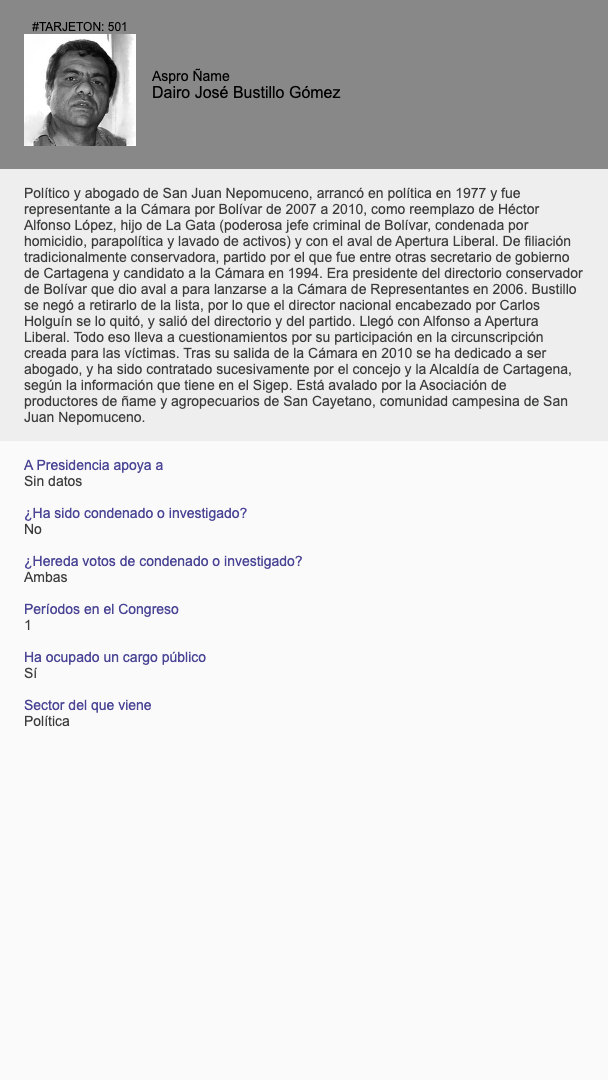 #TARJETON: 501
Aspro Ñame
Dairo José Bustillo Gómez
Político y abogado de San Juan Nepomuceno, arrancó en política en 1977 y fue
representante a la Cámara por Bolívar de 2007 a 2010, como reemplazo de Héctor
Alfonso López, hijo de La Gata (poderosa jefe criminal de Bolívar, condenada por
homicidio, parapolítica y lavado de activos) y con el aval de Apertura Liberal. De filiación
tradicionalmente conservadora, partido por el que fue entre otras secretario de gobierno
de Cartagena y candidato a la Cámara en 1994. Era presidente del directorio conservador
de Bolívar que dio aval a para lanzarse a la Cámara de Representantes en 2006. Bustillo
se negó a retirarlo de la lista, por lo que el director nacional encabezado por Carlos
Holguín se lo quitó, y salió del directorio y del partido. Llegó con Alfonso a Apertura
Liberal. Todo eso lleva a cuestionamientos por su participación en la circunscripción
creada para las víctimas. Tras su salida de la Cámara en 2010 se ha dedicado a ser
abogado, y ha sido contratado sucesivamente por el concejo y la Alcaldía de Cartagena,
según la información que tiene en el Sigep. Está avalado por la Asociación de
productores de ñame y agropecuarios de San Cayetano, comunidad campesina de San
Juan Nepomuceno.
A Presidencia apoya a
Sin datos
¿Ha sido condenado o investigado?
No
¿Hereda votos de condenado o investigado?
Ambas
Períodos en el Congreso
1
Ha ocupado un cargo público
Sí
Sector del que viene
Política